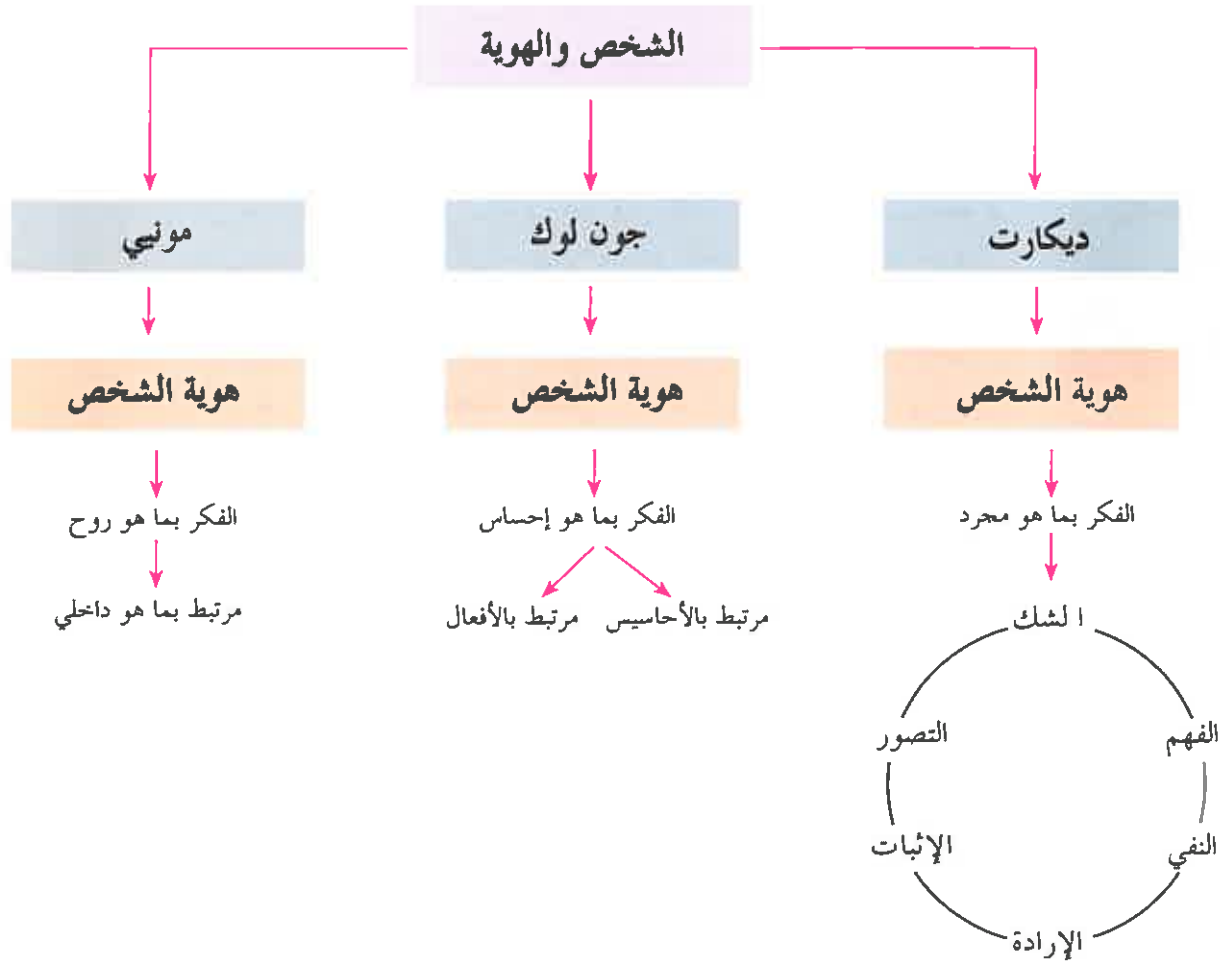 الشخص والهوية
ديكارت
جون لوك
مونيي
هوية الشخص
هوية الشخص
هوية الشخص
الفكر بما هو مجرد
الفكر بما هو إحساس
الفكر بما هو روح
الشك
مرتبط بالأحاسيس
مرتبط بالأفعال
مرتبط بما هو داخلي
الفهم
التصور
النفي
الإثبات
الإرادة